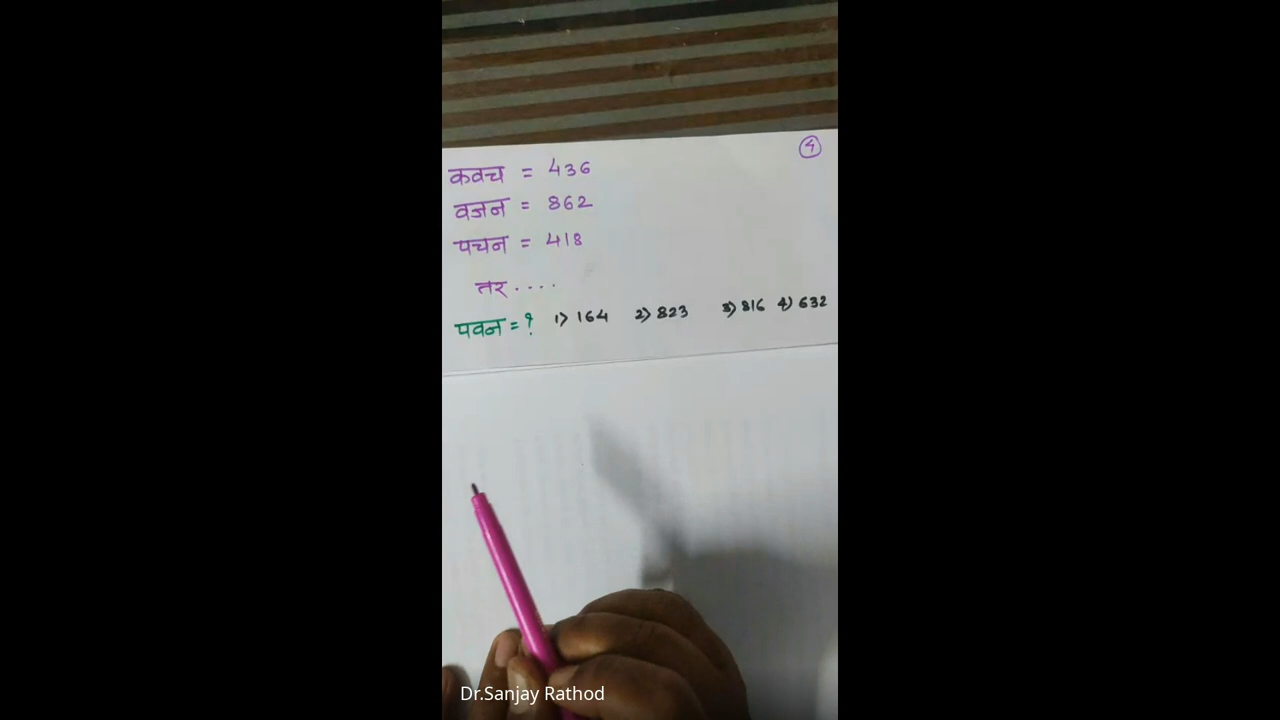 ४
कवच = 436
वजन = 862
पचन = 418
तर ....
पवन = ? 1) 164 2) 823 3) 816 4) 632
Dr.Sanjay Rathod